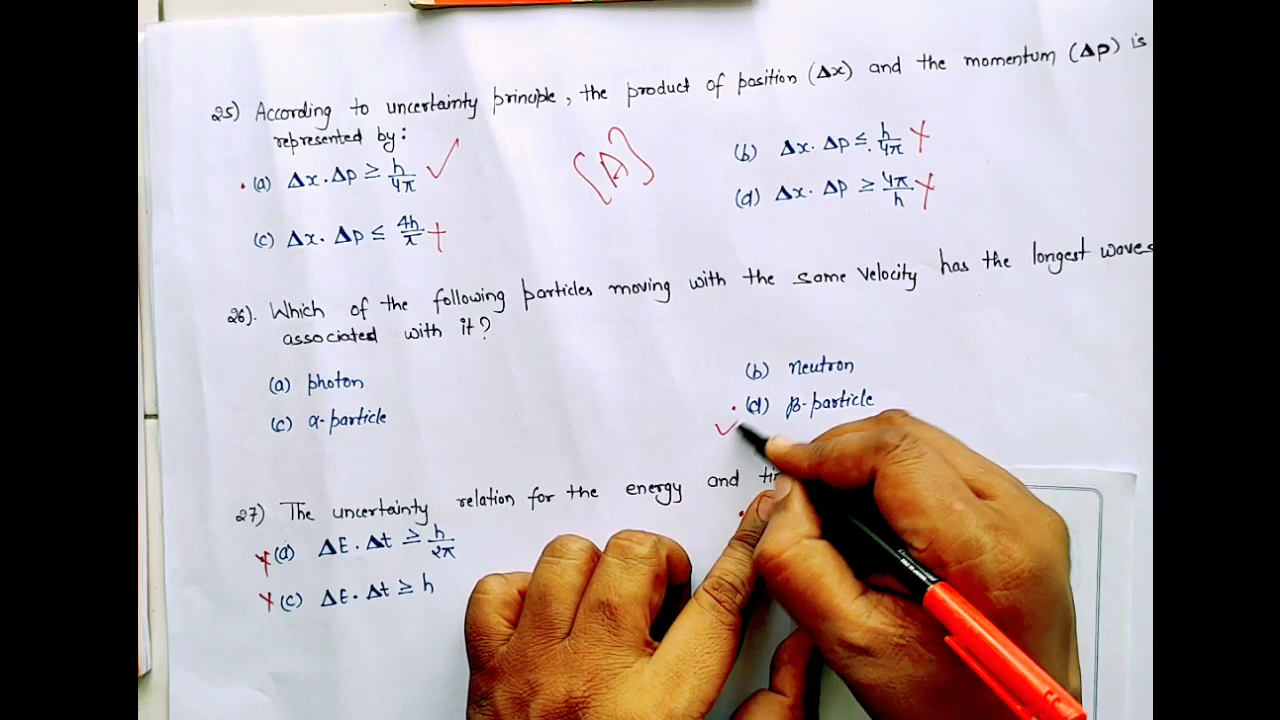 25) According to uncertainty principle, the product of position (Δx) and the momentum (Δp) is
represented by:
(a) Δx.Δp ≥ h/4π
(b) Δx. Δp ≤ h/4π
(c) Δx. Δp ≤ 4h/π
(d) Δx. Δp ≥ 4π/h
[A]
26). Which of the following particles moving with the same velocity has the longest waves
associated with it?
(a) photon
(b) neutron
(c) α-particle
(d) β-particle
27) The uncertainty relation for the energy and
(a) ΔE. Δt ≥ h/2π
(c) ΔE. Δt ≥ h